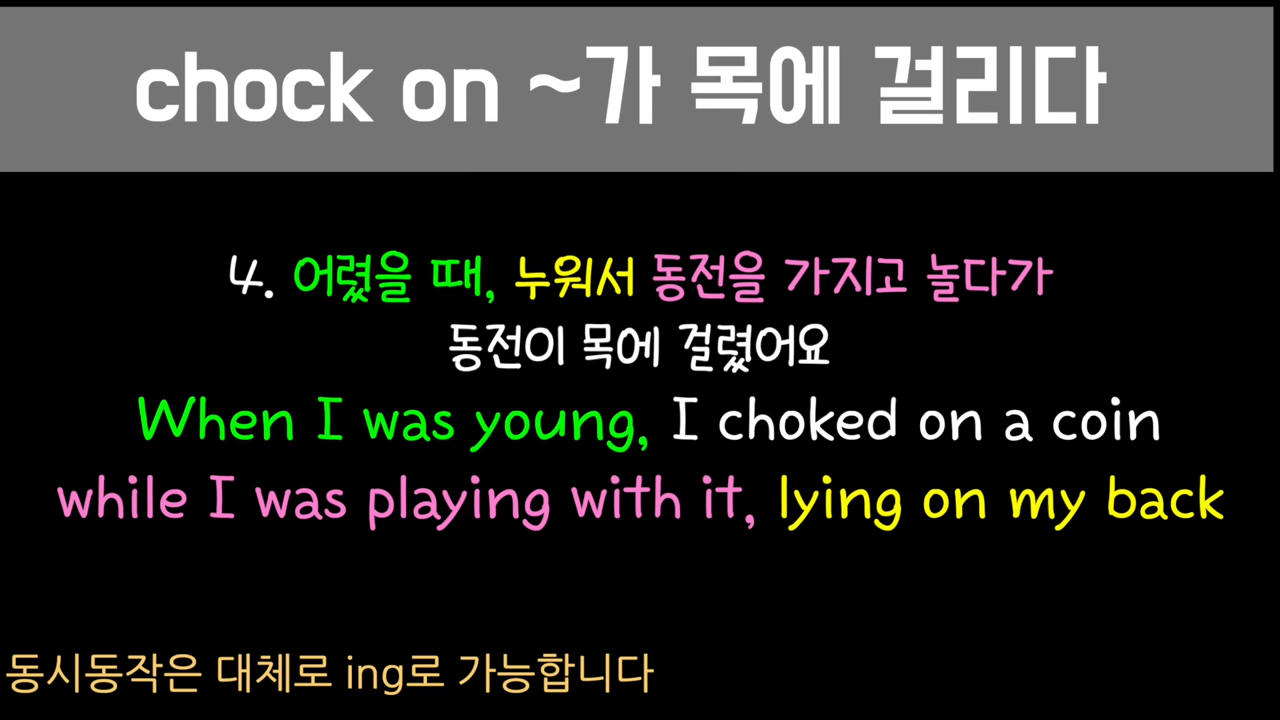 chock on ~가 목에 걸리다
4. 어렸을 때, 누워서 동전을 가지고 놀다가
동전이 목에 걸렸어요
When I was young, I choked on a coin
while I was playing with it, lying on my back
동시동작은 대체로 ing로 가능합니다